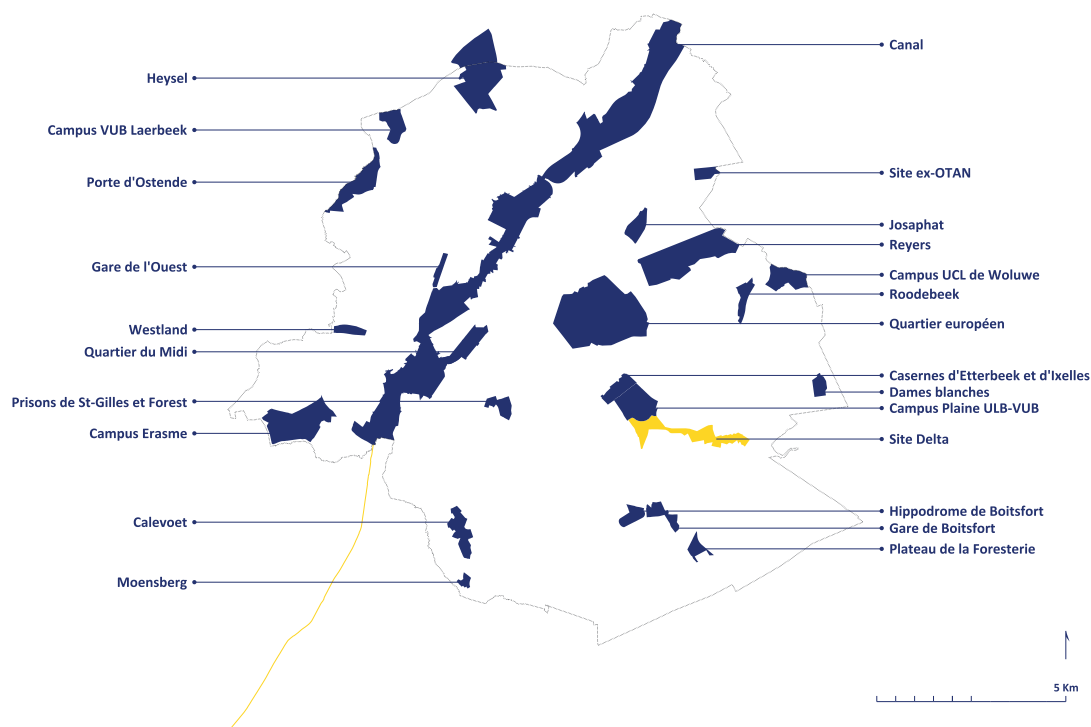 Canal
Heysel
Campus VUB Laerbeek
Site ex-OTAN
Porte d'Ostende
Josaphat
Reyers
Gare de l'Ouest
Campus UCL de Woluwe
Roodebeek
Quartier européen
Westland
Quartier du Midi
Casernes d'Etterbeek et d'Ixelles
Dames blanches
Prisons de St-Gilles et Forest
Campus Plaine ULB-VUB
Campus Erasme
Site Delta
Hippodrome de Boitsfort
Calevoet
Gare de Boitsfort
Plateau de la Foresterie
Moensberg
5 Km